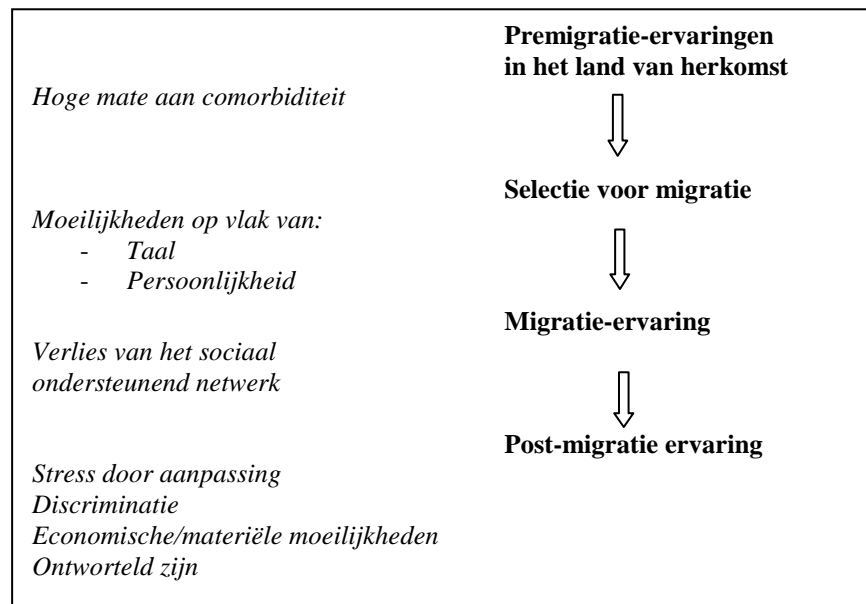 Premigratie-ervaringen
in het land van herkomst
Hoge mate aan comorbiditeit
Selectie voor migratie
Moeilijkheden op vlak van:
- Taal
- Persoonlijkheid
Migratie-ervaring
Verlies van het sociaal
ondersteunend netwerk
Post-migratie ervaring
Stress door aanpassing
Discriminatie
Economische/materiële moeilijkheden
Ontworteld zijn